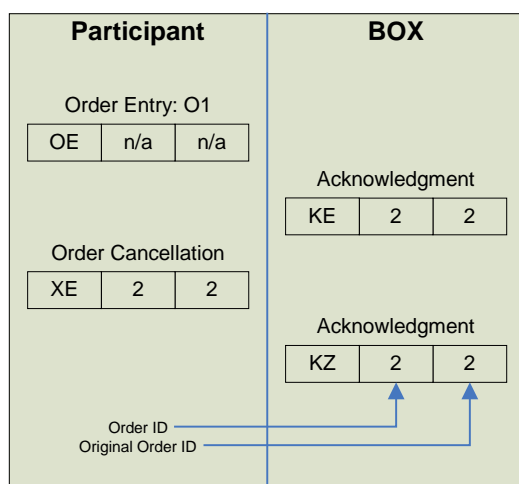 Participant BOX
Order Entry: O1
OE n/a n/a
Acknowledgment
KE 2 2
Order Cancellation
XE 2 2
Acknowledgment
KZ 2 2
Order ID
Original Order ID